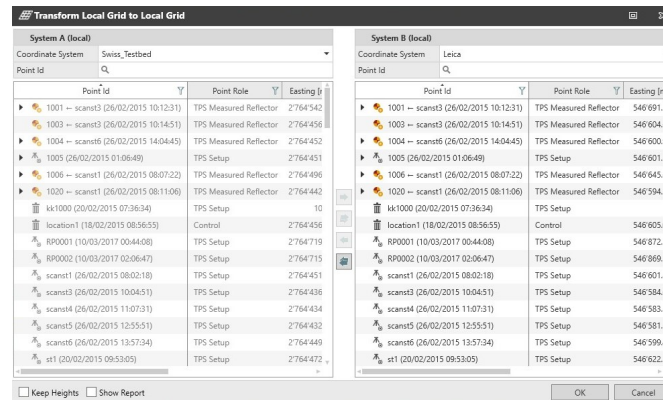 Transform Local Grid to Local Grid
System A (local)
Coordinate System Swiss_Testbed
Point Id
Point Id Point Role Easting [
1001 ← scanst3 (26/02/2015 10:12:31) TPS Measured Reflector 2'764'542
1003 ← scanst3 (26/02/2015 10:14:51) TPS Measured Reflector 2'764'456
1004 ← scanst6 (26/02/2015 14:04:45) TPS Measured Reflector 2'764'452
1005 (26/02/2015 01:06:49) TPS Setup 2'764'451
1006 ← scanst1 (26/02/2015 08:07:22) TPS Measured Reflector 2'764'496
1020 ← scanst1 (26/02/2015 08:11:06) TPS Measured Reflector 2'764'442
kk1000 (20/02/2015 07:36:34) TPS Setup 10
location1 (18/02/2015 08:56:55) Control 2'764'456
RP0001 (10/03/2017 00:44:08) TPS Setup 2'764'719
RP0002 (10/03/2017 02:06:47) TPS Setup 2'764'715
scanst1 (26/02/2015 08:02:18) TPS Setup 2'764'451
scanst3 (26/02/2015 10:04:51) TPS Setup 2'764'436
scanst4 (26/02/2015 11:07:31) TPS Setup 2'764'434
scanst5 (26/02/2015 12:55:51) TPS Setup 2'764'432
scanst6 (26/02/2015 13:57:34) TPS Setup 2'764'449
st1 (20/02/2015 09:53:05) TPS Setup 2'764'472
System B (local)
Coordinate System Leica
Point Id
Point Id Point Role Easting [
1001 ← scanst3 (26/02/2015 10:12:31) TPS Measured Reflector 546'691.
1003 ← scanst3 (26/02/2015 10:14:51) TPS Measured Reflector 546'604.
1004 ← scanst6 (26/02/2015 14:04:45) TPS Measured Reflector 546'600.
1005 (26/02/2015 01:06:49) TPS Setup 546'601.
1006 ← scanst1 (26/02/2015 08:07:22) TPS Measured Reflector 546'645.
1020 ← scanst1 (26/02/2015 08:11:06) TPS Measured Reflector 546'594.
kk1000 (20/02/2015 07:36:34) TPS Setup
location1 (18/02/2015 08:56:55) Control 546'605.
RP0001 (10/03/2017 00:44:08) TPS Setup 546'872.
RP0002 (10/03/2017 02:06:47) TPS Setup 546'869.
scanst1 (26/02/2015 08:02:18) TPS Setup 546'601.
scanst3 (26/02/2015 10:04:51) TPS Setup 546'584.
scanst4 (26/02/2015 11:07:31) TPS Setup 546'583.
scanst5 (26/02/2015 12:55:51) TPS Setup 546'581.
scanst6 (26/02/2015 13:57:34) TPS Setup 546'599.
st1 (20/02/2015 09:53:05) TPS Setup 546'622.
Keep Heights Show Report OK Cancel